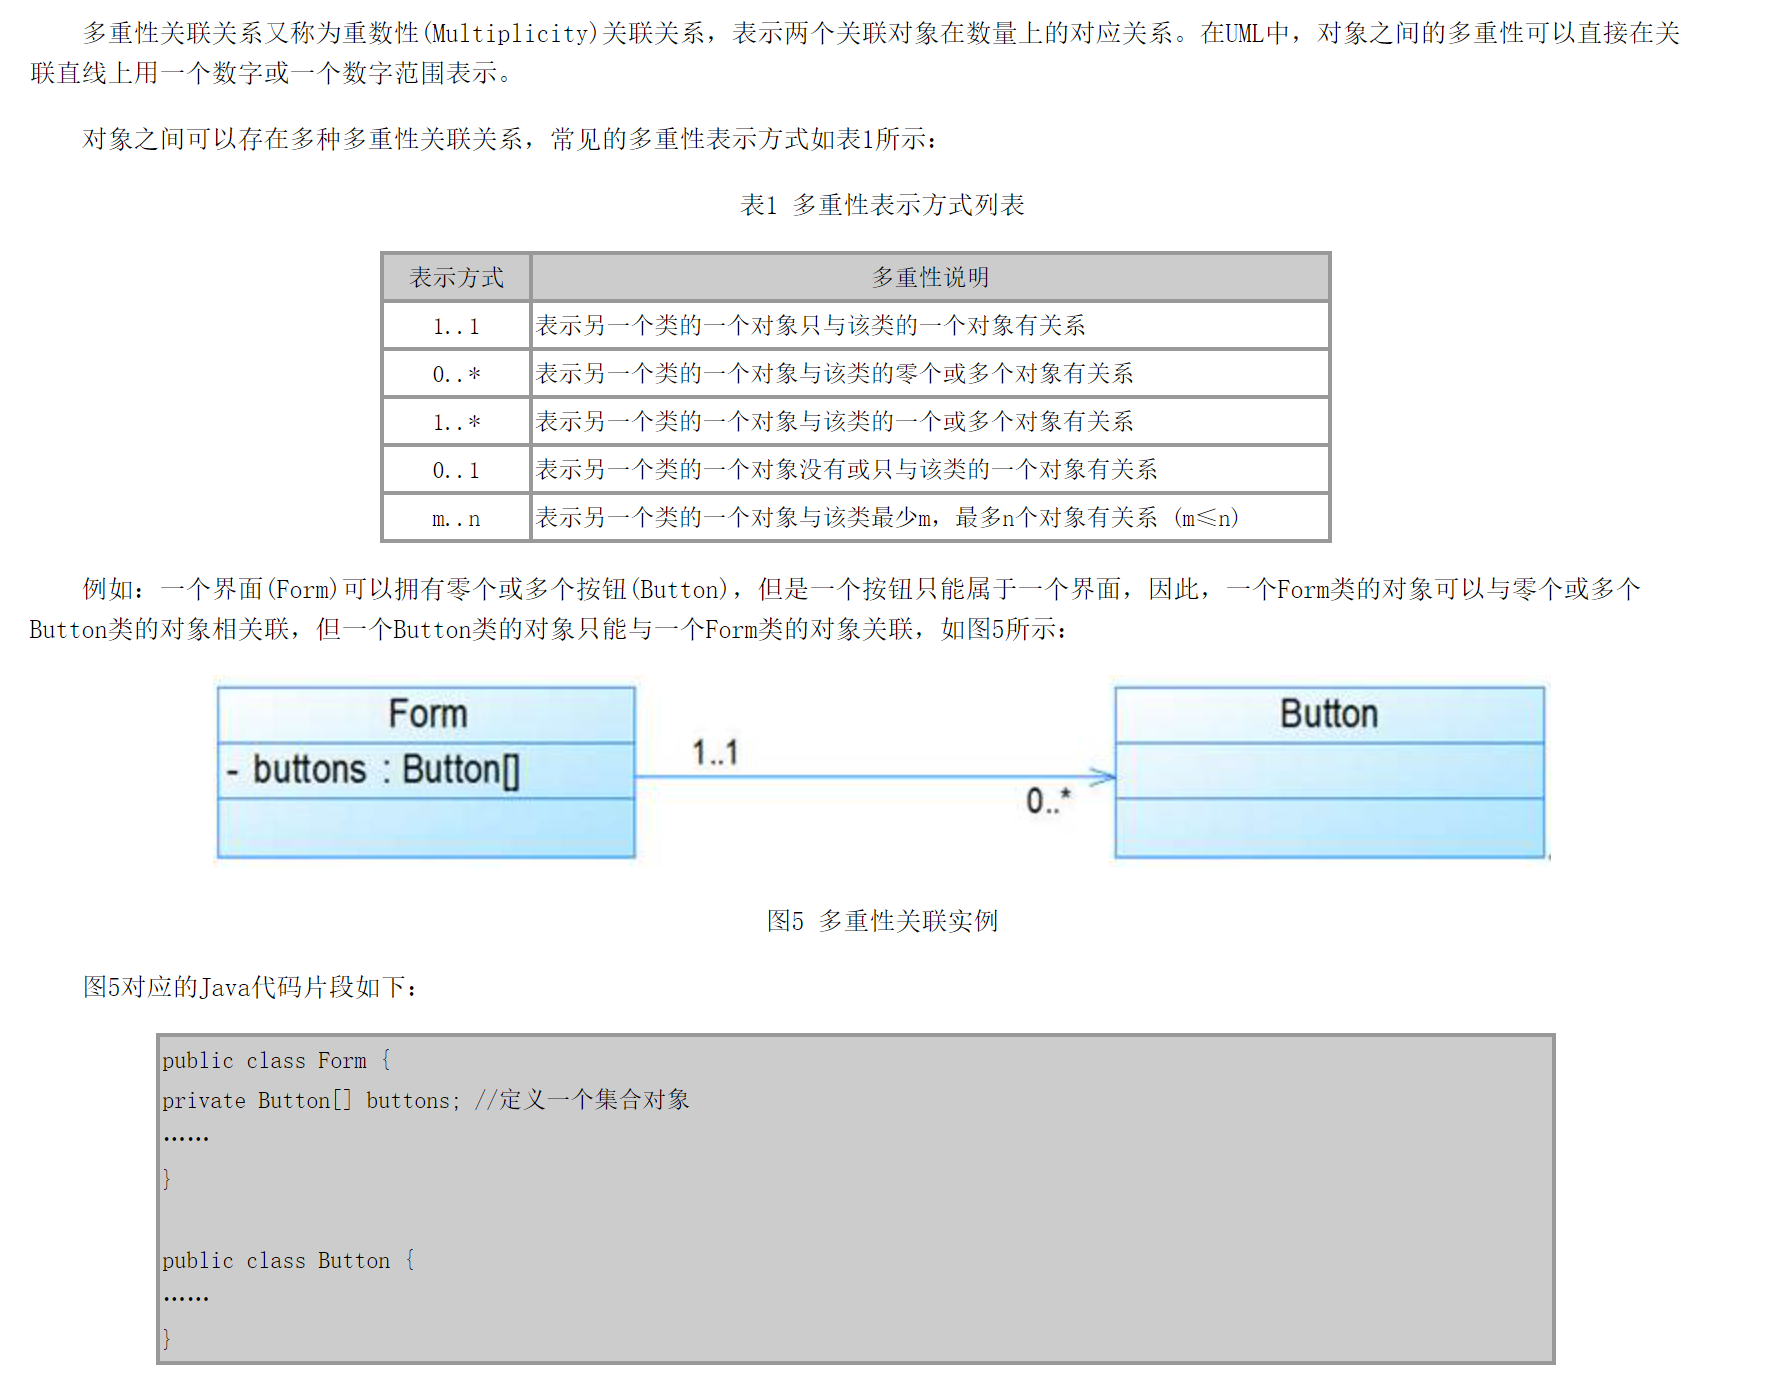 多重性关联关系又称为重数性(Multiplicity)关联关系，表示两个关联对象在数量上的对应关系。在UML中，对象之间的多重性可以直接在关
联直线上用一个数字或一个数字范围表示。
对象之间可以存在多种多重性关联关系，常见的多重性表示方式如表1所示：
表1 多重性表示方式列表
表示方式 多重性说明
1..1 表示另一个类的一个对象只与该类的一个对象有关系
0..* 表示另一个类的一个对象与该类的零个或多个对象有关系
1..* 表示另一个类的一个对象与该类的一个或多个对象有关系
0..1 表示另一个类的一个对象没有或只与该类的一个对象有关系
m..n 表示另一个类的一个对象与该类最少m，最多n个对象有关系 (m≤n)
例如：一个界面(Form)可以拥有零个或多个按钮(Button)，但是一个按钮只能属于一个界面，因此，一个Form类的对象可以与零个或多个
Button类的对象相关联，但一个Button类的对象只能与一个Form类的对象关联，如图5所示：
Form
- buttons : Button[]
1..1
0..*
Button
图5 多重性关联实例
图5对应的Java代码片段如下：
public class Form {
private Button[] buttons; //定义一个集合对象
……
}
public class Button {
……
}